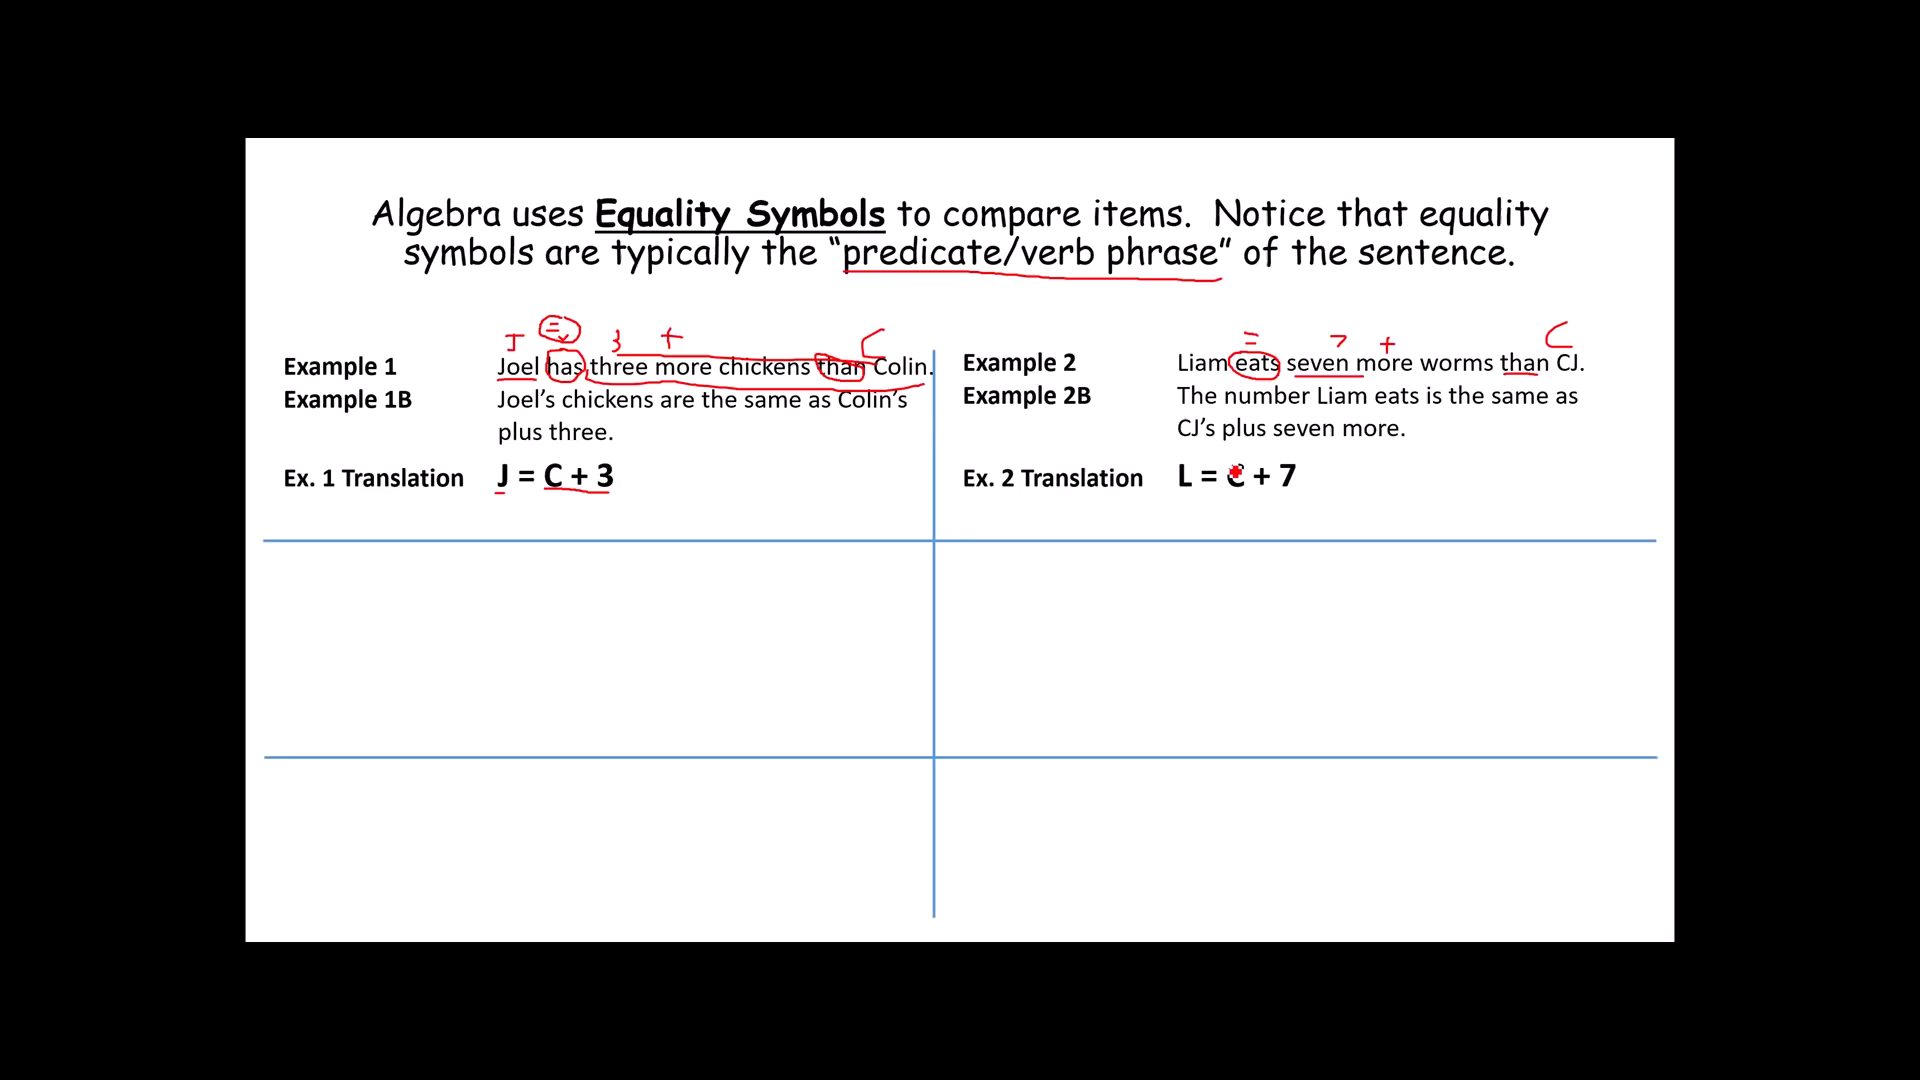 Algebra uses Equality Symbols to compare items. Notice that equality
symbols are typically the “predicate/verb phrase” of the sentence.
J = 3 + C
Example 1 Joel has three more chickens than Colin.
Example 1B Joel’s chickens are the same as Colin’s
plus three.
Ex. 1 Translation J = C + 3
= 7 + C
Example 2 Liam eats seven more worms than CJ.
Example 2B The number Liam eats is the same as
CJ’s plus seven more.
Ex. 2 Translation L = C + 7